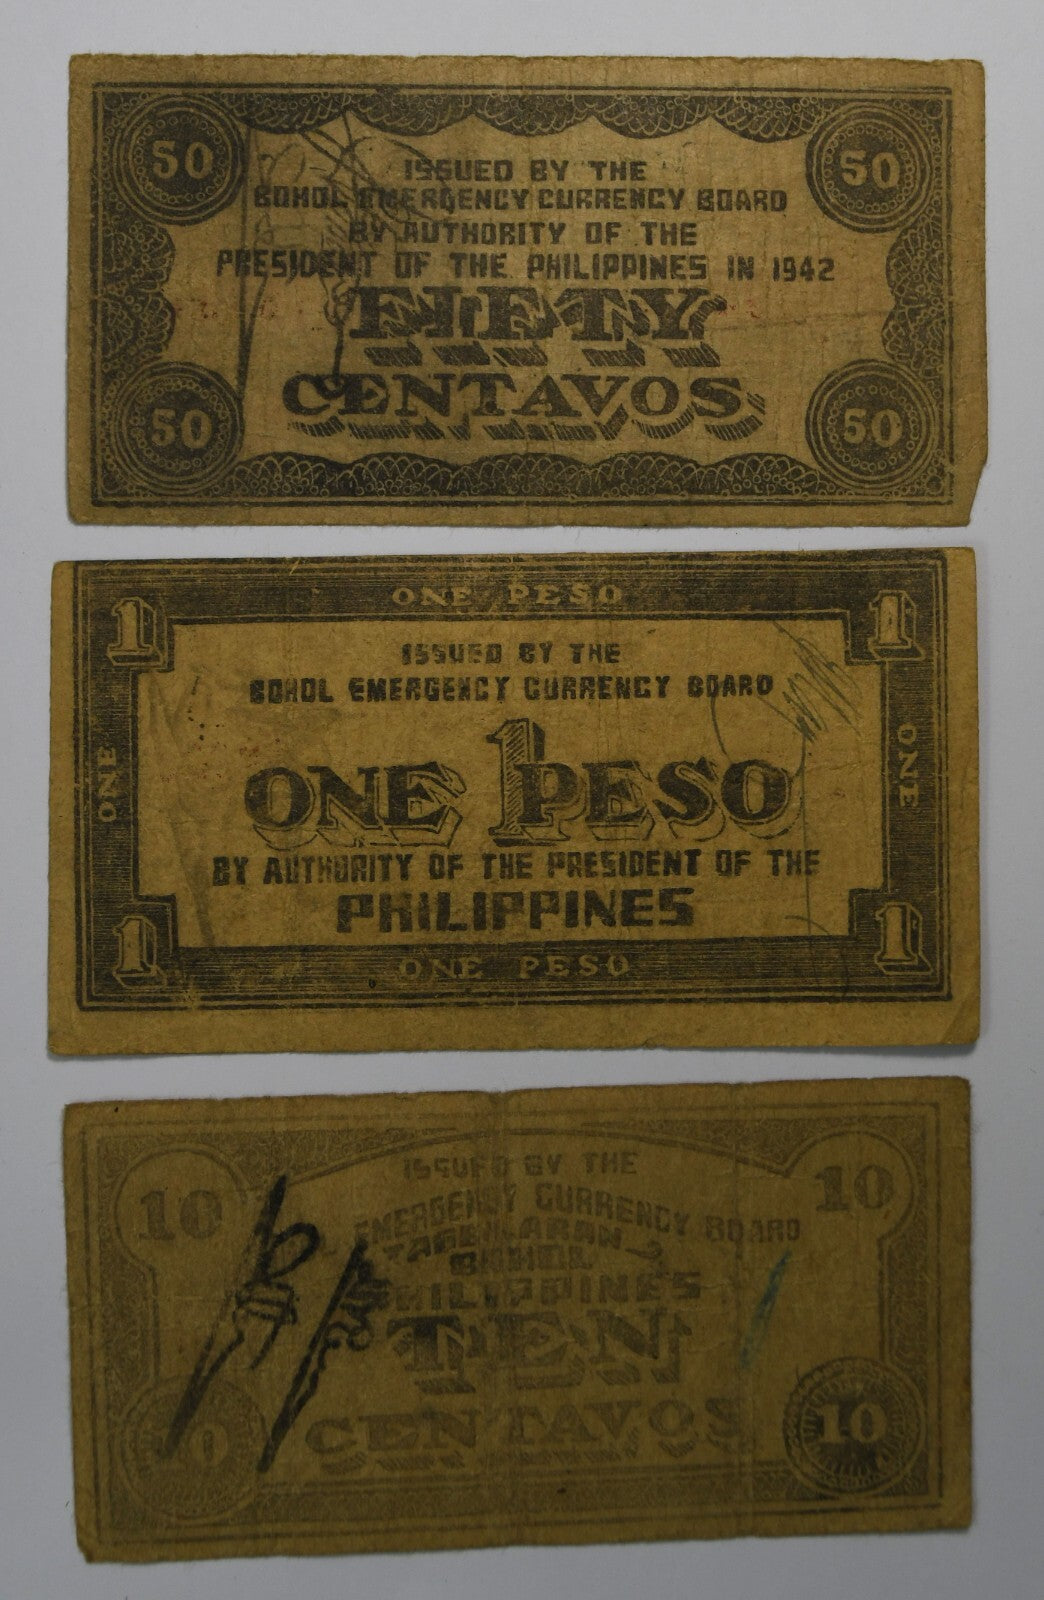 50 50
ISSUED BY THE
BOHOL EMERGENCY CURRENCY BOARD
BY AUTHORITY OF THE
PRESIDENT OF THE PHILIPPINES IN 1942
FIFTY
CENTAVOS
50 50
ONE PESO
1 1
ISSUED BY THE
BOHOL EMERGENCY CURRENCY BOARD
ONE
ONE 1 PESO
ONE
BY AUTHORITY OF THE PRESIDENT OF THE
PHILIPPINES
1 1
ONE PESO
10 10
ISSUED BY THE
EMERGENCY CURRENCY BOARD
TAGBILARAN
BOHOL
PHILIPPINES
TEN
CENTAVOS
10